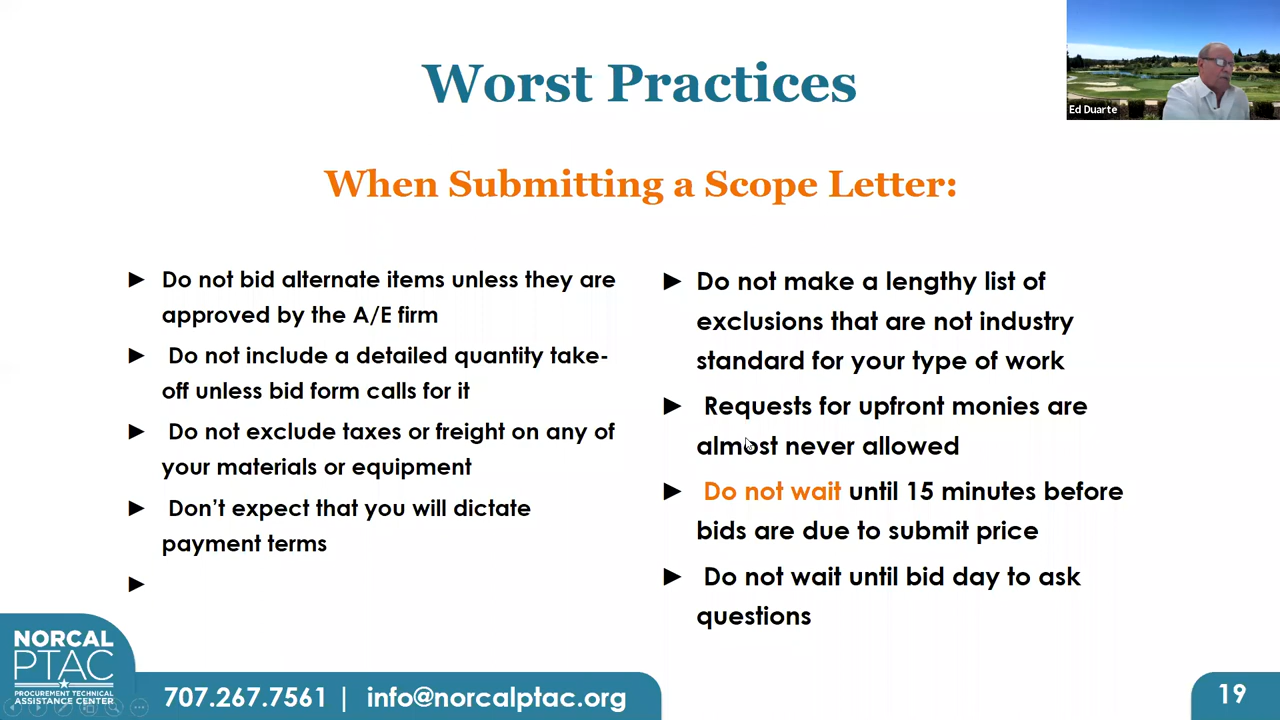 Worst Practices
Ed Duarte
When Submitting a Scope Letter:
► Do not bid alternate items unless they are
approved by the A/E firm
► Do not include a detailed quantity take-
off unless bid form calls for it
► Do not exclude taxes or freight on any of
your materials or equipment
► Don’t expect that you will dictate
payment terms
►
► Do not make a lengthy list of
exclusions that are not industry
standard for your type of work
► Requests for upfront monies are
almost never allowed
► Do not wait until 15 minutes before
bids are due to submit price
► Do not wait until bid day to ask
questions
NORCAL
PTAC
PROCUREMENT TECHNICAL
ASSISTANCE CENTER
707.267.7561 | info@norcalptac.org
19